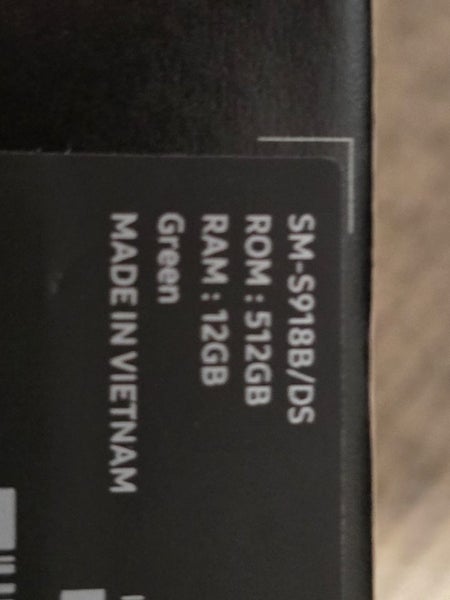 SM-S918B/DS
ROM : 512GB
RAM : 12GB
Green
MADE IN VIETNAM